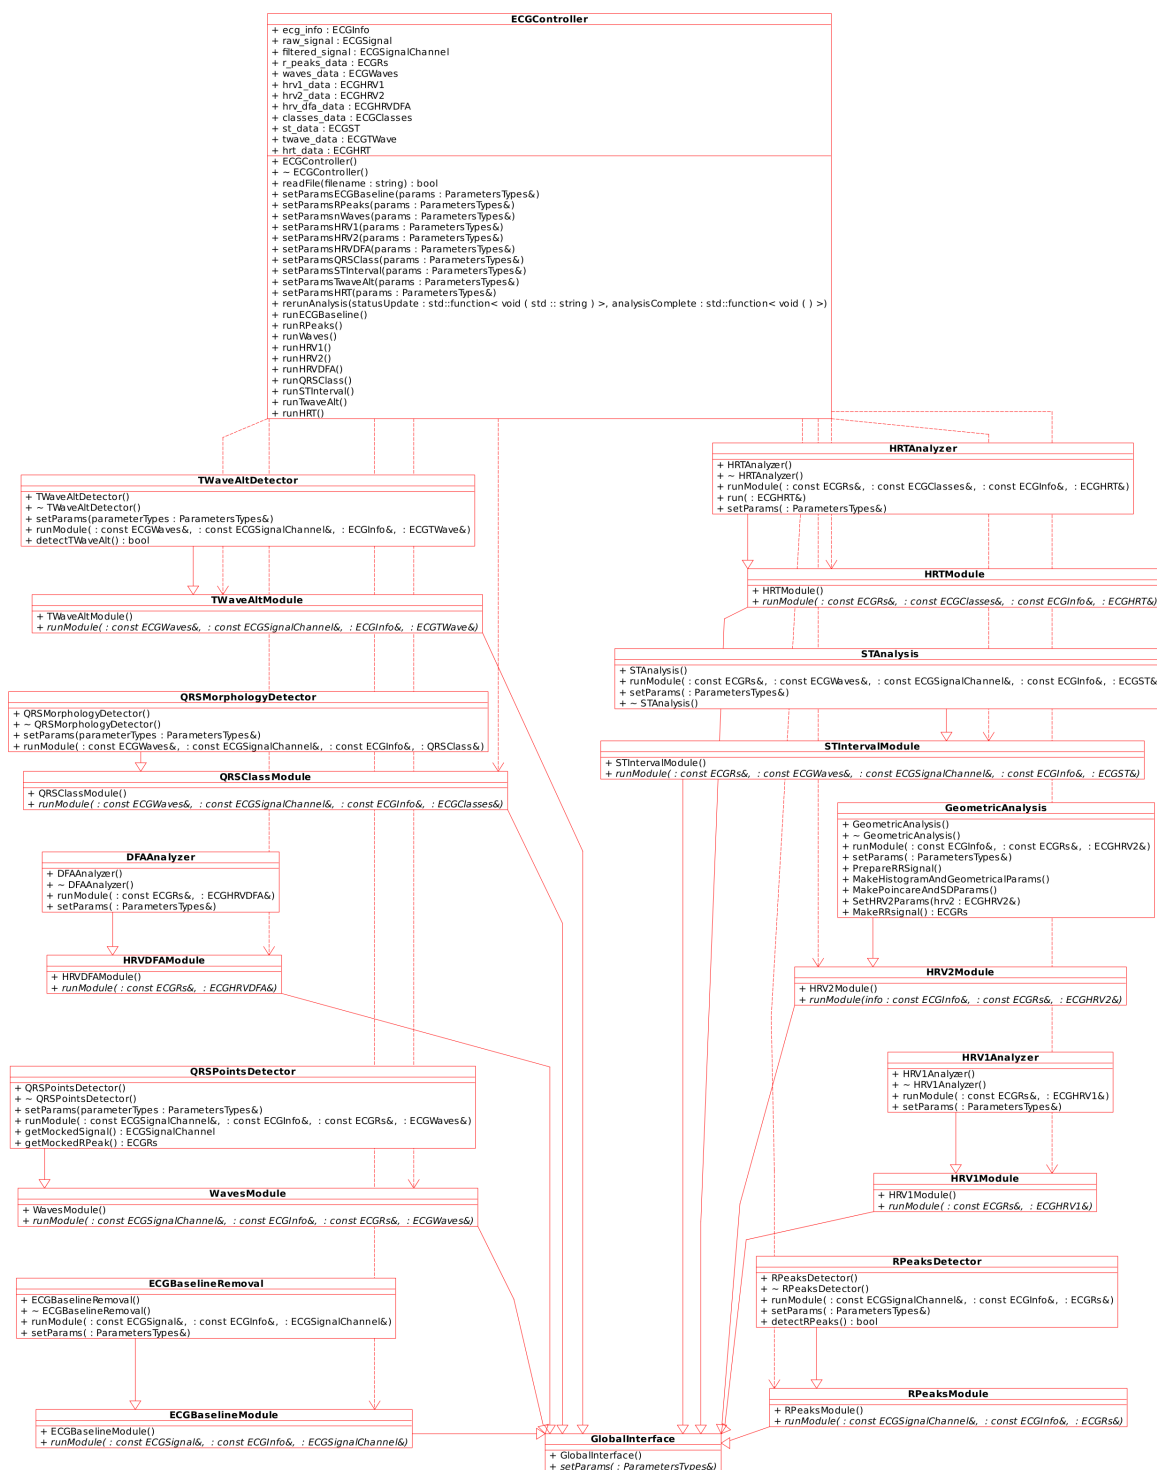 ECGController
+ ecg_info : ECGInfo
+ raw_signal : ECGSignal
+ filtered_signal : ECGSignalChannel
+ r_peaks_data : ECGRs
+ waves_data : ECGWaves
+ hrv1_data : ECGHRV1
+ hrv2_data : ECGHRV2
+ hrv_dfa_data : ECGHRVDFA
+ classes_data : ECGClasses
+ st_data : ECGST
+ twave_data : ECGTWave
+ hrt_data : ECGHRT
+ ECGController()
+ ~ ECGController()
+ readFile(filename : string) : bool
+ setParamsECGBaseline(params : ParametersTypes&)
+ setParamsRPeaks(params : ParametersTypes&)
+ setParamsnWaves(params : ParametersTypes&)
+ setParamsHRV1(params : ParametersTypes&)
+ setParamsHRV2(params : ParametersTypes&)
+ setParamsHRVDFA(params : ParametersTypes&)
+ setParamsQRSClass(params : ParametersTypes&)
+ setParamsSTInterval(params : ParametersTypes&)
+ setParamsTwaveAlt(params : ParametersTypes&)
+ setParamsHRT(params : ParametersTypes&)
+ rerunAnalysis(statusUpdate : std::function< void ( std :: string ) >, analysisComplete : std::function< void ( ) >)
+ runECGBaseline()
+ runRPeaks()
+ runWaves()
+ runHRV1()
+ runHRV2()
+ runHRVDFA()
+ runQRSClass()
+ runSTInterval()
+ runTwaveAlt()
+ runHRT()
HRTAnalyzer
+ HRTAnalyzer()
+ ~ HRTAnalyzer()
+ runModule( : const ECGRs&,  : const ECGClasses&,  : const ECGInfo&,  : ECGHRT&)
+ run( : ECGHRT&)
+ setParams( : ParametersTypes&)
TWaveAltDetector
+ TWaveAltDetector()
+ ~ TWaveAltDetector()
+ setParams(parameterTypes : ParametersTypes&)
+ runModule( : const ECGWaves&,  : const ECGSignalChannel&,  : ECGInfo&,  : ECGTWave&)
+ detectTWaveAlt() : bool
HRTModule
+ HRTModule()
+ runModule( : const ECGRs&,  : const ECGClasses&,  : const ECGInfo&,  : ECGHRT&)
TWaveAltModule
+ TWaveAltModule()
+ runModule( : const ECGWaves&,  : const ECGSignalChannel&,  : ECGInfo&,  : ECGTWave&)
STAnalysis
+ STAnalysis()
+ runModule( : const ECGRs&,  : const ECGWaves&,  : const ECGSignalChannel&,  : const ECGInfo&,  : ECGST&
+ setParams( : ParametersTypes&)
+ ~ STAnalysis()
QRSMorphologyDetector
+ QRSMorphologyDetector()
+ ~ QRSMorphologyDetector()
+ setParams(parameterTypes : ParametersTypes&)
+ runModule( : const ECGWaves&,  : const ECGSignalChannel&,  : const ECGInfo&,  : QRSClass&)
STIntervalModule
+ STIntervalModule()
+ runModule( : const ECGRs&,  : const ECGWaves&,  : const ECGSignalChannel&,  : const ECGInfo&,  : ECGST&)
QRSClassModule
+ QRSClassModule()
+ runModule( : const ECGWaves&,  : const ECGSignalChannel&,  : const ECGInfo&,  : ECGClasses&)
GeometricAnalysis
+ GeometricAnalysis()
+ ~ GeometricAnalysis()
+ runModule( : const ECGInfo&,  : const ECGRs&,  : ECGHRV2&)
+ setParams( : ParametersTypes&)
+ PrepareRRSignal()
+ MakeHistogramAndGeometricalParams()
+ MakePoincareAndSDParams()
+ SetHRV2Params(hrv2 : ECGHRV2&)
+ MakeRRsignal() : ECGRs
DFAAnalyzer
+ DFAAnalyzer()
+ ~ DFAAnalyzer()
+ runModule( : const ECGRs&,  : ECGHRVDFA&)
+ setParams( : ParametersTypes&)
HRVDFAModule
+ HRVDFAModule()
+ runModule( : const ECGRs&,  : ECGHRVDFA&)
HRV2Module
+ HRV2Module()
+ runModule(info : const ECGInfo&,  : const ECGRs&,  : ECGHRV2&)
HRV1Analyzer
+ HRV1Analyzer()
+ ~ HRV1Analyzer()
+ runModule( : const ECGRs&,  : ECGHRV1&)
+ setParams( : ParametersTypes&)
QRSPointsDetector
+ QRSPointsDetector()
+ ~ QRSPointsDetector()
+ setParams(parameterTypes : ParametersTypes&)
+ runModule( : const ECGSignalChannel&,  : const ECGInfo&,  : const ECGRs&,  : ECGWaves&)
+ getMockedSignal() : ECGSignalChannel
+ getMockedRPeak() : ECGRs
HRV1Module
+ HRV1Module()
+ runModule( : const ECGRs&,  : ECGHRV1&)
WavesModule
+ WavesModule()
+ runModule( : const ECGSignalChannel&,  : const ECGInfo&,  : const ECGRs&,  : ECGWaves&)
RPeaksDetector
+ RPeaksDetector()
+ ~ RPeaksDetector()
+ runModule( : const ECGSignalChannel&,  : const ECGInfo&,  : ECGRs&)
+ setParams( : ParametersTypes&)
+ detectRPeaks() : bool
ECGBaselineRemoval
+ ECGBaselineRemoval()
+ ~ ECGBaselineRemoval()
+ runModule( : const ECGSignal&,  : const ECGInfo&,  : ECGSignalChannel&)
+ setParams( : ParametersTypes&)
RPeaksModule
+ RPeaksModule()
+ runModule( : const ECGSignalChannel&,  : const ECGInfo&,  : ECGRs&)
ECGBaselineModule
+ ECGBaselineModule()
+ runModule( : const ECGSignal&,  : const ECGInfo&,  : ECGSignalChannel&)
GlobalInterface
+ GlobalInterface()
+ setParams( : ParametersTypes&)